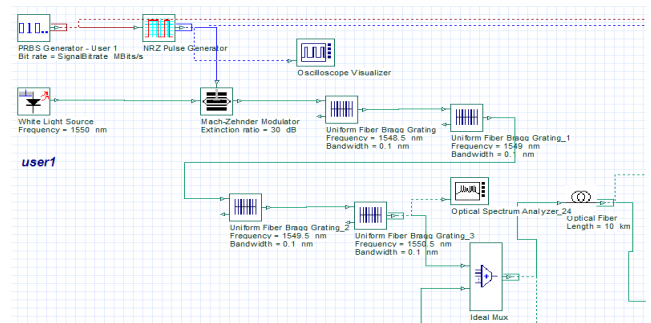 PRBS Generator - User 1
Bit rate = SignalBitrate MBits/s
NRZ Pulse Generator
Oscilloscope Visualizer
White Light Source
Frequency = 1550 nm
Mach-Zehnder Modulator
Extinction ratio = 30 dB
Uniform Fiber Bragg Grating
Frequency = 1548.5 nm
Bandwidth = 0.1 nm
Uniform Fiber Bragg Grating_1
Frequency = 1549 nm
Bandwidth = 0.1 nm
user1
Uniform Fiber Bragg Grating_2
Frequency = 1549.5 nm
Bandwidth = 0.1 nm
Uniform Fiber Bragg Grating_3
Frequency = 1550.5 nm
Bandwidth = 0.1 nm
Optical Spectrum Analyzer_24
Optical Fiber
Length = 10 km
Ideal Mux